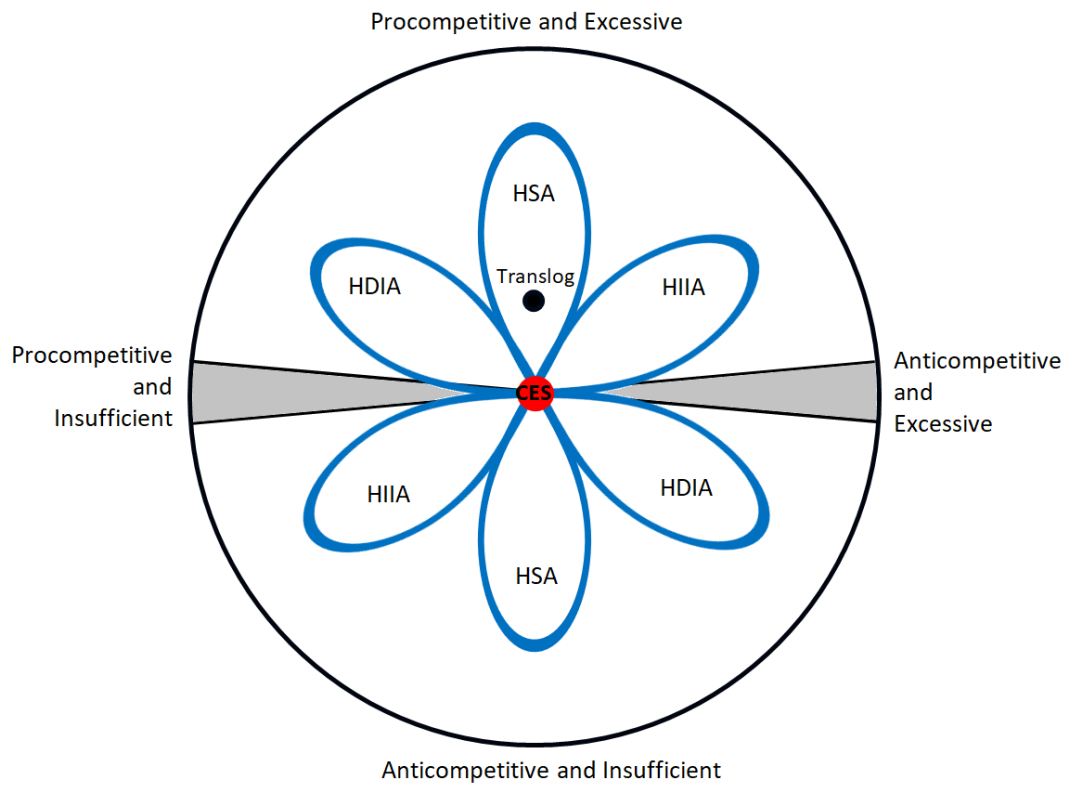 Procompetitive and Excessive
HSA
Translog
HDIA
HIIA
Procompetitive
and
Insufficient
CES
Anticompetitive
and
Excessive
HIIA
HDIA
HSA
Anticompetitive and Insufficient